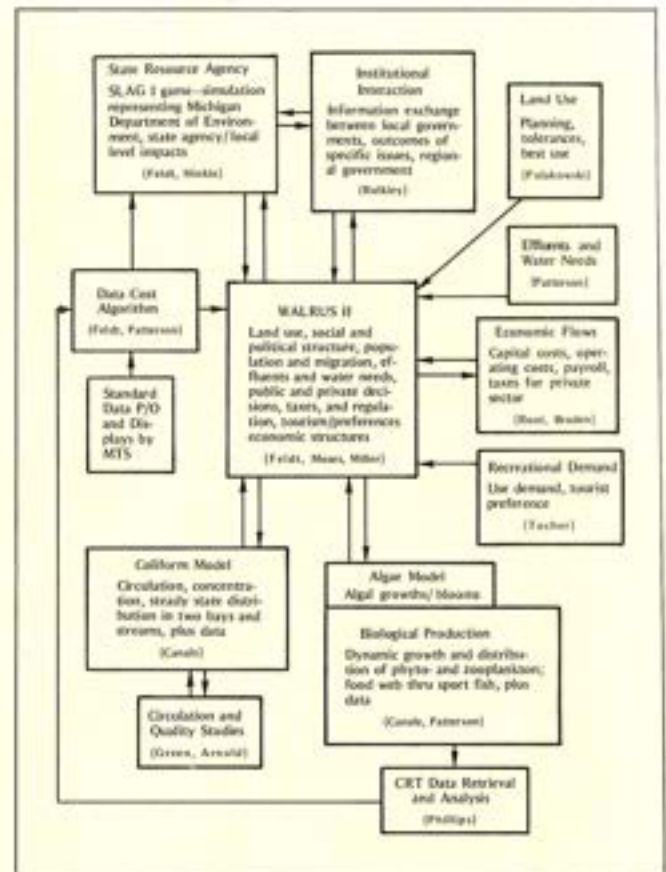 State Resource Agency
SLAG I game—simulation
representing Michigan
Department of Environ-
ment, state agency/local
level impacts
(Feldt, Moekle)
Institutional
Interaction
Information exchange
between local govern-
ments, outcomes of
specific issues, region-
al government
(Bulkley)
Land Use
Planning,
tolerances,
best use
(Polakowski)
Effluents and
Water Needs
(Patterson)
Data Cost
Algorithm
(Feldt, Patterson)
WALRUS II
Land use, social and
political structure, popu-
lation and migration, ef-
fluents and water needs,
public and private deci-
sions, taxes, and regula-
tion, tourism/preferences
economic structures
(Feldt, Moses, Miller)
Economic Flows
Capital costs, oper-
ating costs, payroll,
taxes for private
sector
Standard
Data P/O
and Dis-
plays by
MTS
Recreational Demand
Use demand, tourist
preference
Coliform Model
Circulation, concentra-
tion, steady state distri-
bution in two bays and
streams, plus data
(Canale)
Algae Model
Algal growths/blooms
Biological Production
Dynamic growth and distribu-
tion of phyto- and zooplankton;
food web thru sport fish, plus
data
(Canale, Patterson)
Circulation and
Quality Studies
(Green, Arnold)
CRT Data Retrieval
and Analysis
(Phillips)